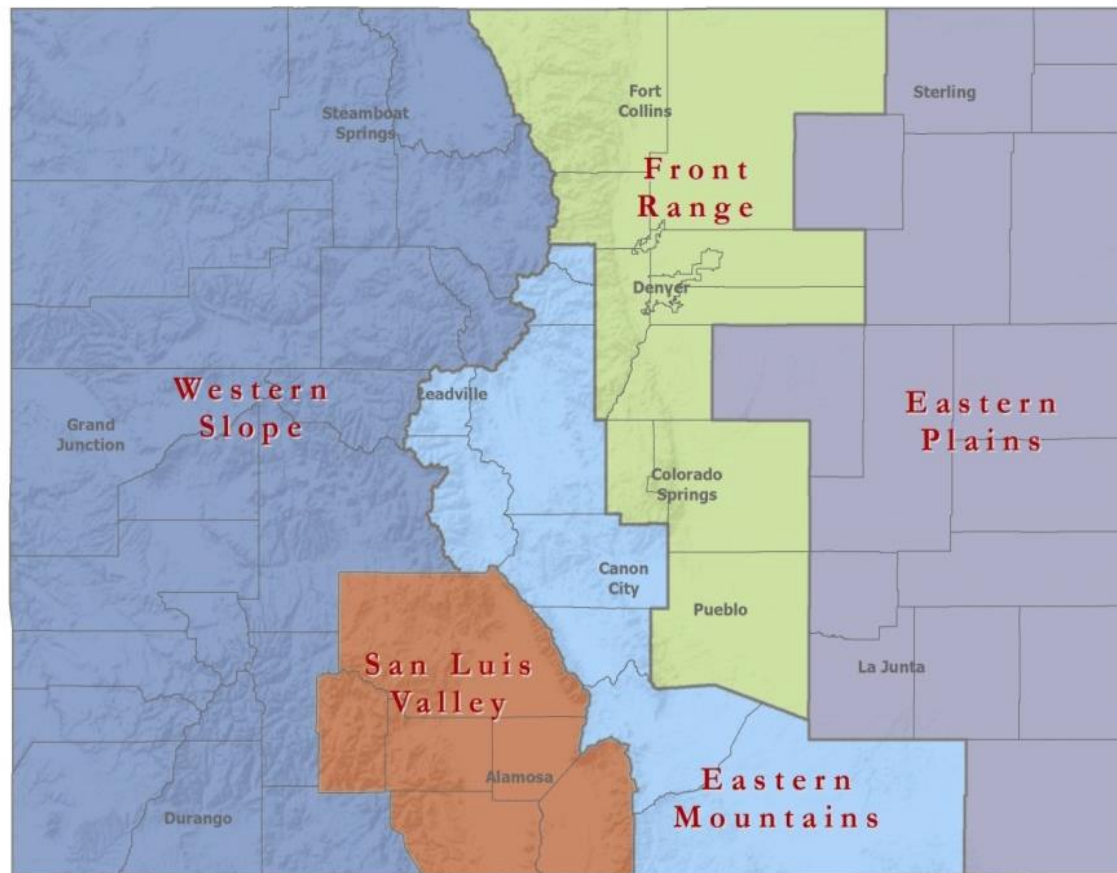 Sterling
Fort
Collins
Steamboat
Springs
Front
Range
Denver
Western
Slope
Leadville
Eastern
Plains
Grand
Junction
Colorado
Springs
Canon
City
Pueblo
San Luis
Valley
La Junta
Alamosa
Eastern
Mountains
Durango